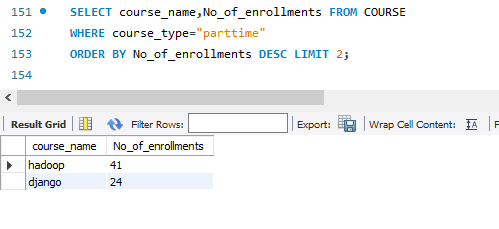 151 SELECT course_name,No_of_enrollments FROM COURSE
152 WHERE course_type="parttime"
153 ORDER BY No_of_enrollments DESC LIMIT 2;
154
Result Grid Filter Rows: Export: Wrap Cell Content: IA
course_name No_of_enrollments
hadoop 41
django 24